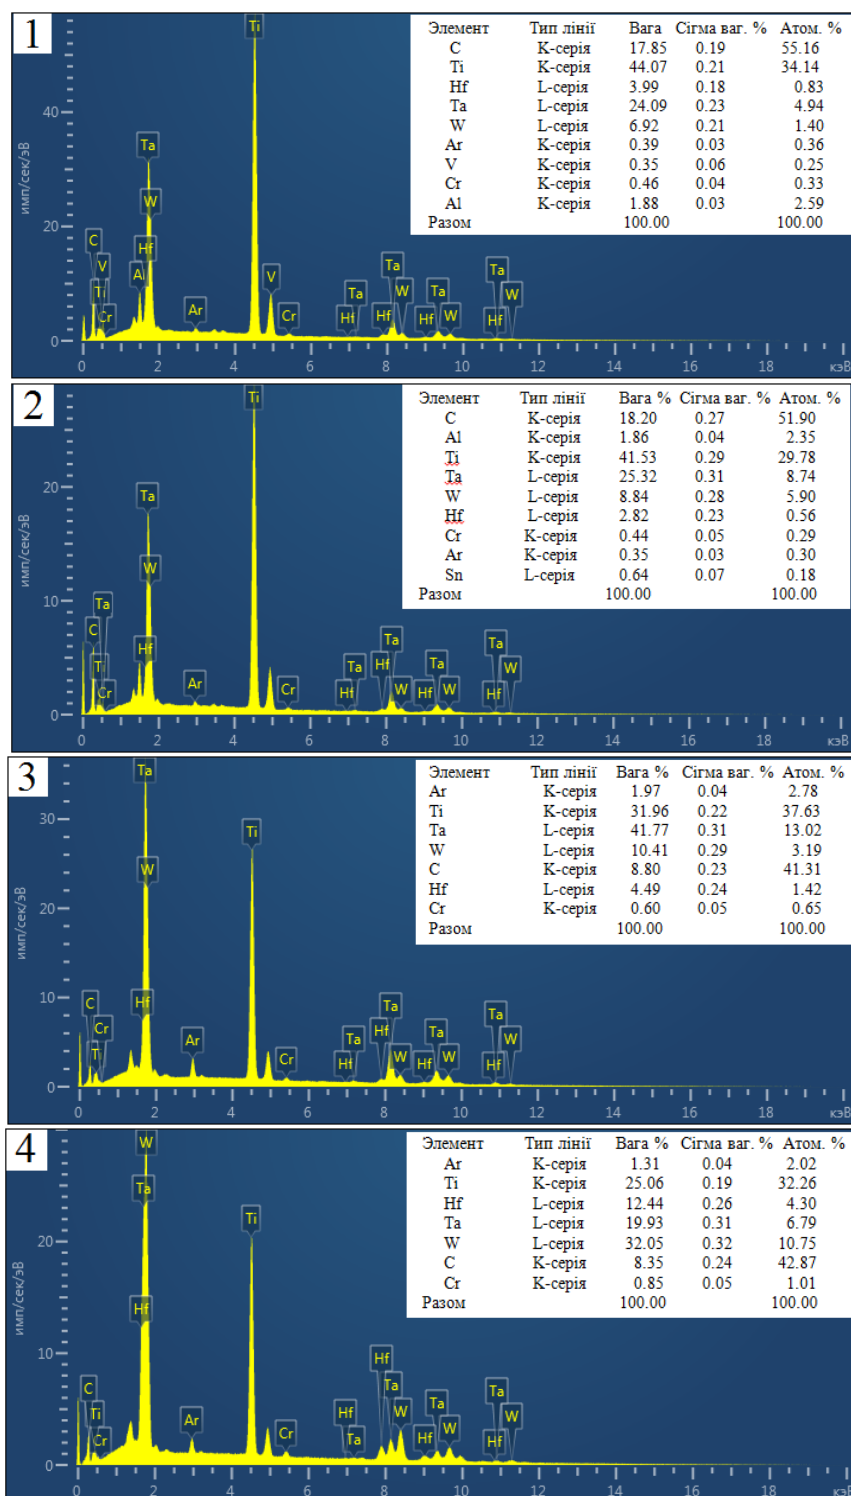 1
Элемент Тип лінії Вага Сігма ваг. % Атом. %
C K-серія 17.85 0.19 55.16
Ti K-серія 44.07 0.21 34.14
Hf L-серія 3.99 0.18 0.83
Ta L-серія 24.09 0.23 4.94
W L-серія 6.92 0.21 1.40
Ar K-серія 0.39 0.03 0.36
V K-серія 0.35 0.06 0.25
Cr K-серія 0.46 0.04 0.33
Al K-серія 1.88 0.03 2.59
Разом 100.00 100.00
имп/сек/эВ
40
20
0
Ti
Ta
W
C
Hf
V
A
Ti
Cr
Ar
V
Cr
Ta
Ta
Ta
Ta
W
W
W
Hf
Hf
Hf
Hf
0 2 4 6 8 10 12 14 16 18 кэВ
2
Элемент Тип лінії Вага % Сігма ваг. % Атом. %
C K-серія 18.20 0.27 51.90
Al K-серія 1.86 0.04 2.35
Ti K-серія 41.53 0.29 29.78
Ta L-серія 25.32 0.31 8.74
W L-серія 8.84 0.28 5.90
Hf L-серія 2.82 0.23 0.56
Cr K-серія 0.44 0.05 0.29
Ar K-серія 0.35 0.03 0.30
Sn L-серія 0.64 0.07 0.18
Разом 100.00 100.00
имп/сек/эВ
20
10
0
Ti
Ta
W
Ta
C
Hf
T
Cr
Ar
Cr
Ta
Hf
Ta
Ta
Ta
W
W
W
Hf
Hf
Hf
0 2 4 6 8 10 12 14 16 18 кэВ
3
Элемент Тип лінії Вага % Сігма ваг. % Атом. %
Ar K-серія 1.97 0.04 2.78
Ti K-серія 31.96 0.22 37.63
Ta L-серія 41.77 0.31 13.02
W L-серія 10.41 0.29 3.19
C K-серія 8.80 0.23 41.31
Hf L-серія 4.49 0.24 1.42
Cr K-серія 0.60 0.05 0.65
Разом 100.00 100.00
имп/сек/эВ
30
20
10
0
Ta
Ti
W
C
Hf
Cr
T
Ar
Cr
Ta
Hf
Ta
Ta
Ta
W
W
W
Hf
Hf
Hf
0 2 4 6 8 10 12 14 16 18 кэВ
4
Элемент Тип лінії Вага % Сігма ваг. % Атом. %
Ar K-серія 1.31 0.04 2.02
Ti K-серія 25.06 0.19 32.26
Hf L-серія 12.44 0.26 4.30
Ta L-серія 19.93 0.31 6.79
W L-серія 32.05 0.32 10.75
C K-серія 8.35 0.24 42.87
Cr K-серія 0.85 0.05 1.01
Разом 100.00 100.00
имп/сек/эВ
20
10
0
W
Ta
Ti
Hf
C
Ti
Cr
Ar
Cr
Hf
Hf
Ta
Ta
Ta
Ta
W
W
W
Hf
Hf
0 2 4 6 8 10 12 14 16 18 кэВ